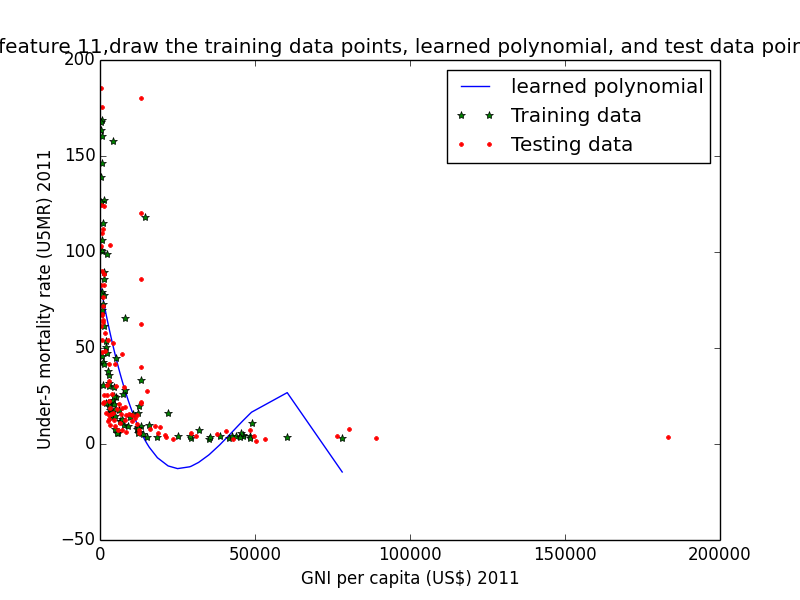 feature 11,draw the training data points, learned polynomial, and test data poin
200
150
100
50
0
−50
Under-5 mortality rate (U5MR) 2011
learned polynomial
Training data
Testing data
0 50000 100000 150000 200000
GNI per capita (US$) 2011